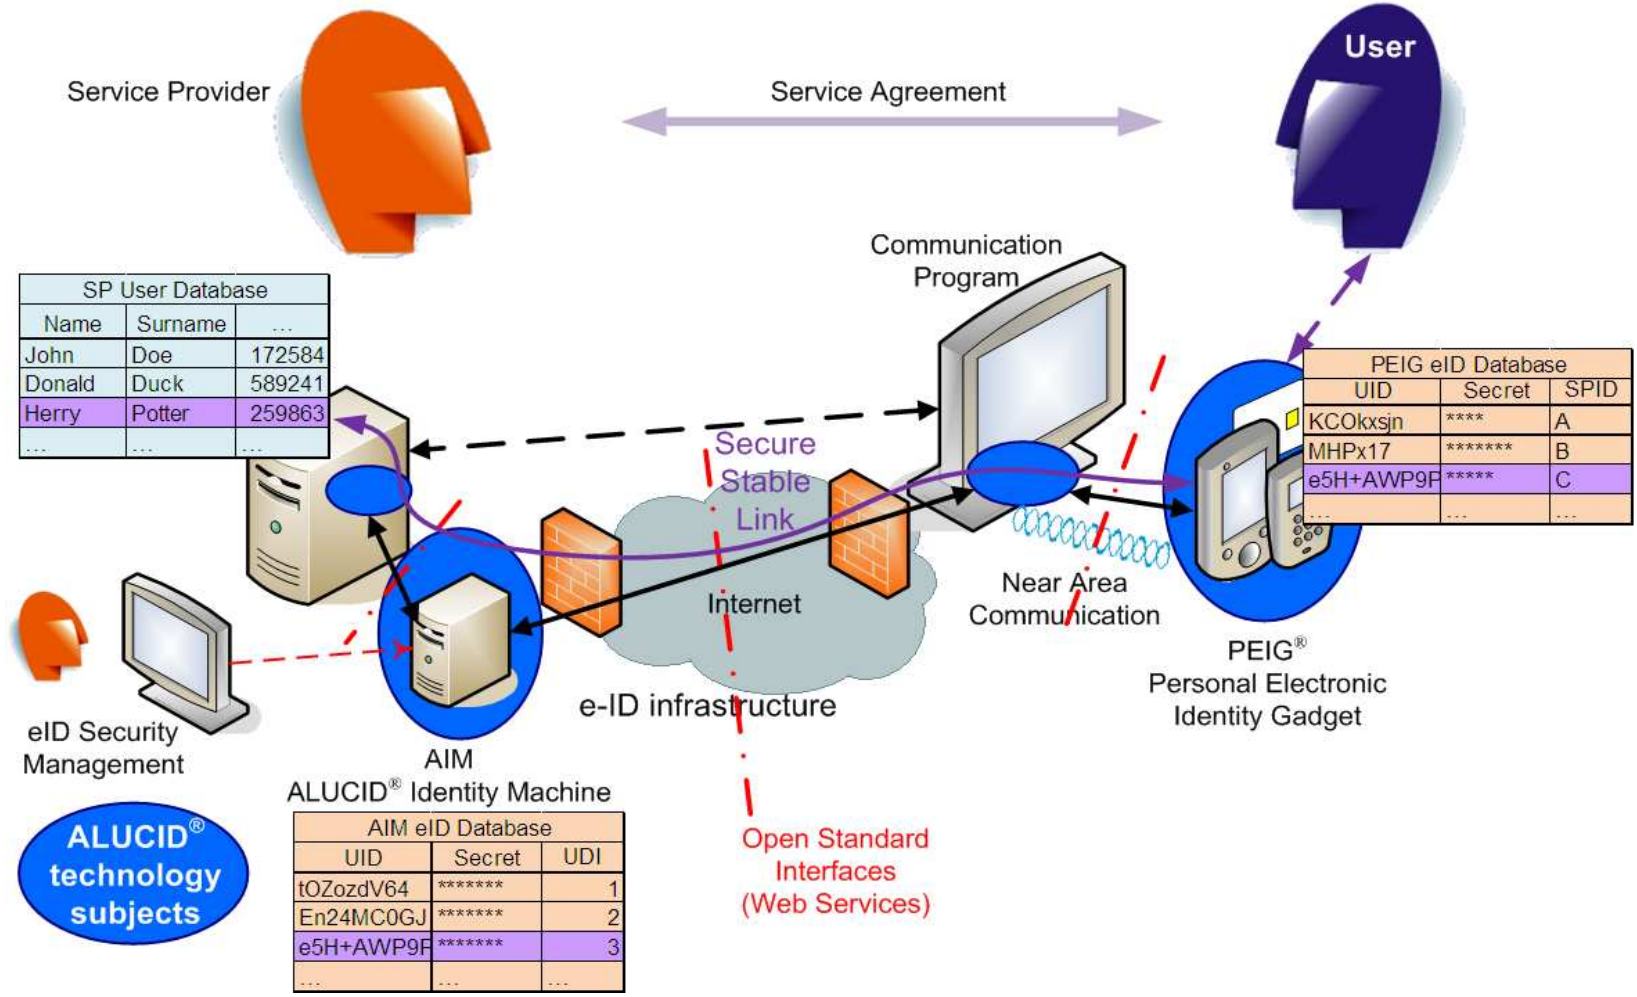 User
Service Provider
Service Agreement
Communication
Program
SP User Database
Name Surname ...
John Doe 172584
Donald Duck 589241
Herry Potter 259863
... ... ...
PEIG eID Database
UID Secret SPID
KCOkxsjn **** A
MHPx17 ******* B
e5H+AWP9F ***** C
... ... ...
Secure
Stable
Link
Internet
Near Area
Communication
e-ID infrastructure
PEIG®
Personal Electronic
Identity Gadget
eID Security
Management
AIM
ALUCID® Identity Machine
AIM eID Database
UID Secret UDI
tOZozdV64 ******* 1
En24MC0GJ ******* 2
e5H+AWP9F ******* 3
... ... ...
ALUCID®
technology
subjects
Open Standard
Interfaces
(Web Services)